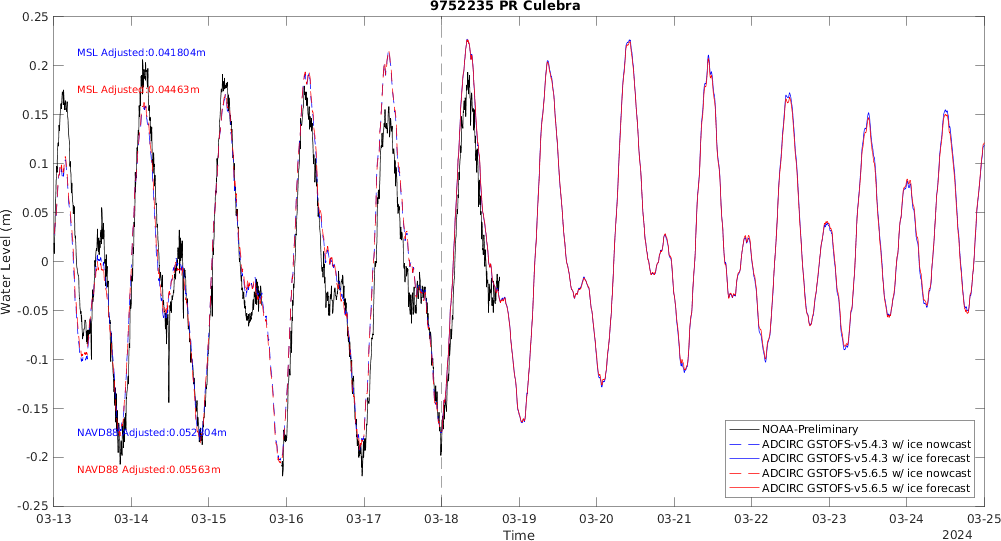 9752235 PR Culebra
0.25
0.2
0.15
0.1
0.05
0
-0.05
-0.1
-0.15
-0.2
-0.25
Water Level (m)
MSL Adjusted:0.041804m
MSL Adjusted:0.04463m
NAVD88 Adjusted:0.052804m
NAVD88 Adjusted:0.05563m
NOAA-Preliminary
ADCIRC GSTOFS-v5.4.3 w/ ice nowcast
ADCIRC GSTOFS-v5.4.3 w/ ice forecast
ADCIRC GSTOFS-v5.6.5 w/ ice nowcast
ADCIRC GSTOFS-v5.6.5 w/ ice forecast
03-13 03-14 03-15 03-16 03-17 03-18 03-19 03-20 03-21 03-22 03-23 03-24 03-25
Time
2024